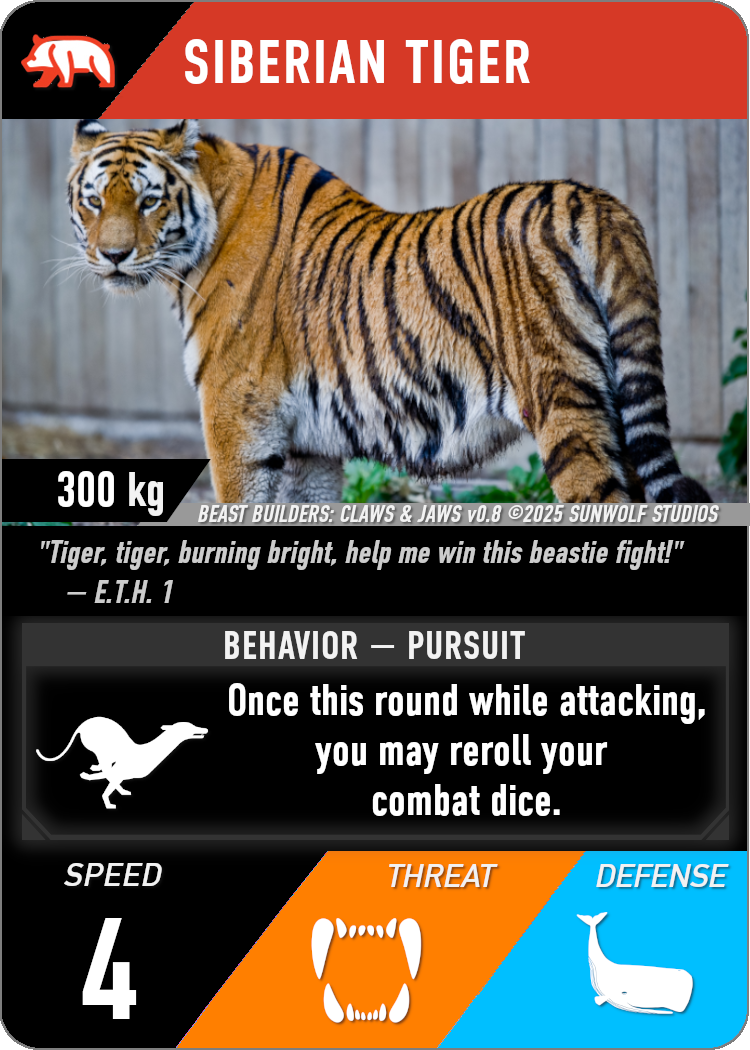 SIBERIAN TIGER
300 kg
BEAST BUILDERS: CLAWS & JAWS v0.8 ©2025 SUNWOLF STUDIOS
"Tiger, tiger, burning bright, help me win this beastie fight!"
— E.T.H. 1
BEHAVIOR — PURSUIT
Once this round while attacking,
you may reroll your
combat dice.
SPEED
THREAT
DEFENSE
4